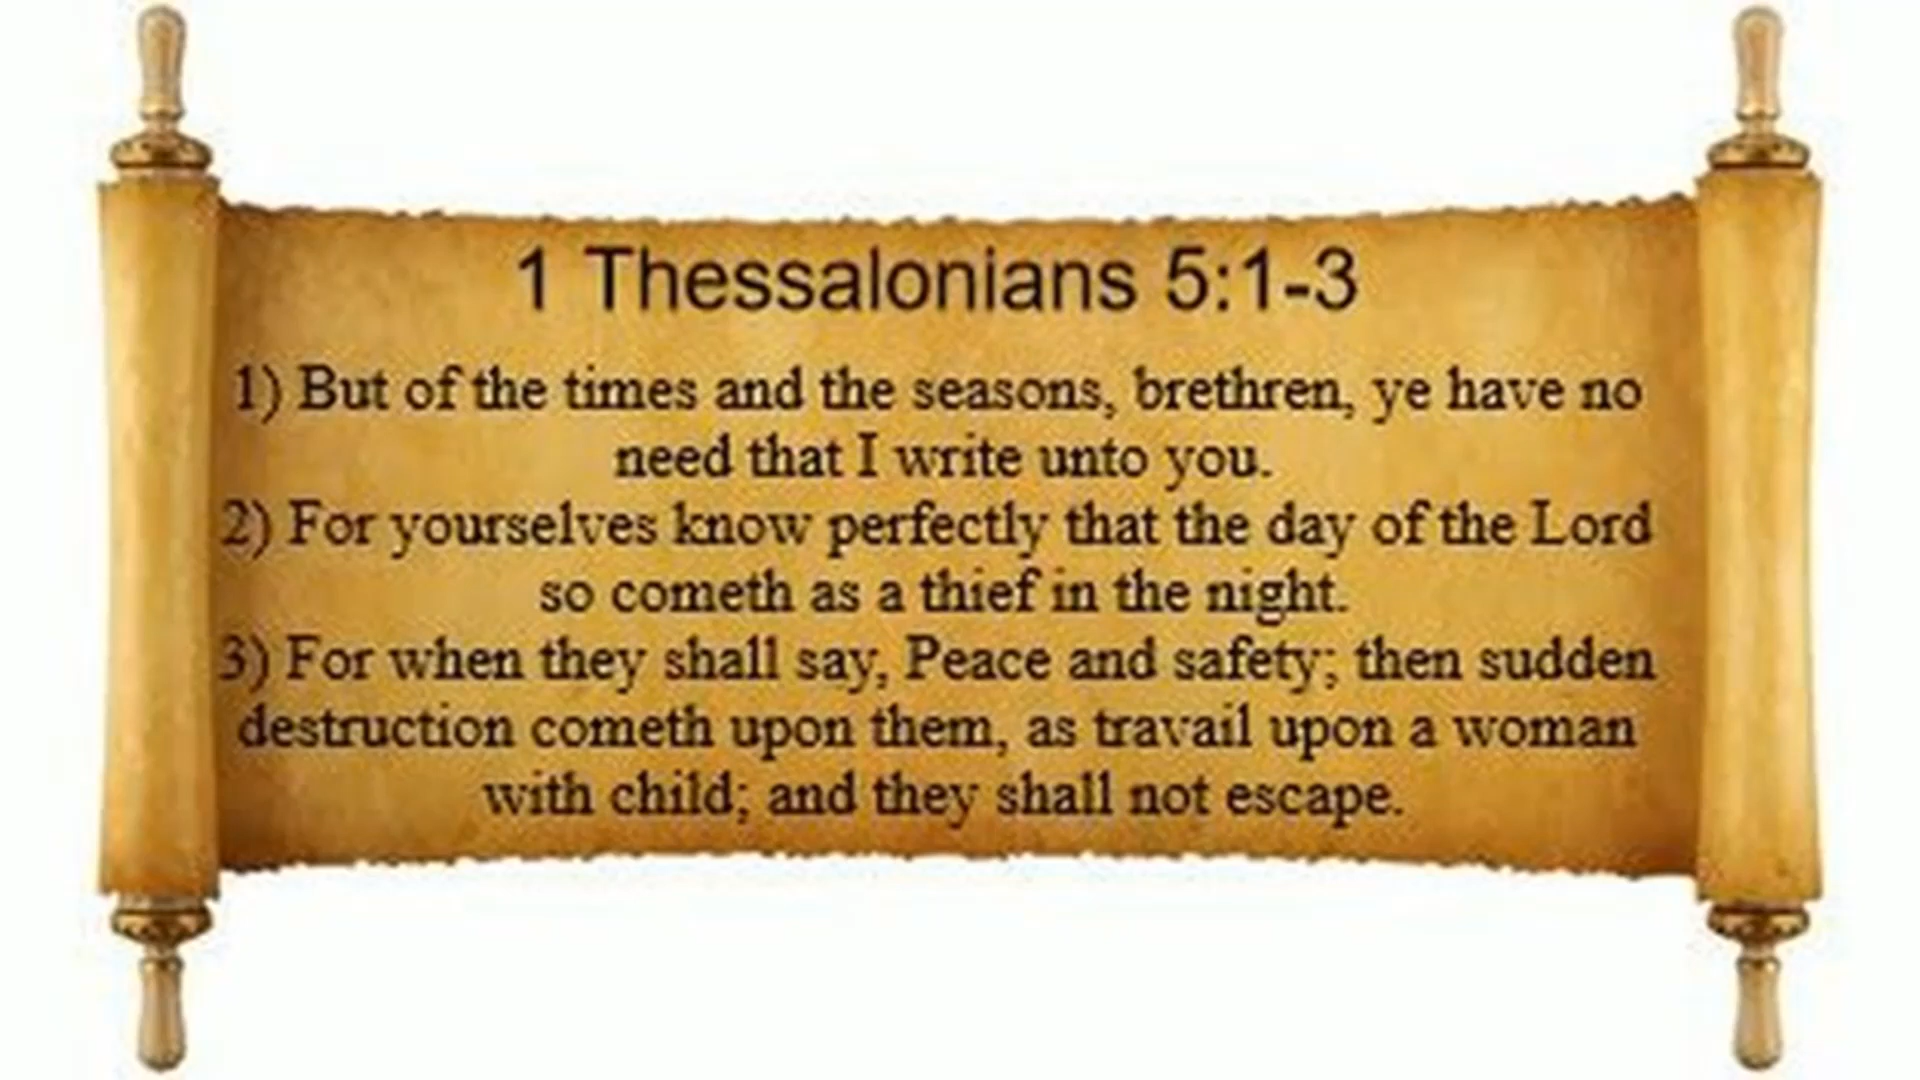 1 Thessalonians 5:1-3
1) But of the times and the seasons, brethren, ye have no
need that I write unto you.
2) For yourselves know perfectly that the day of the Lord
so cometh as a thief in the night.
3) For when they shall say, Peace and safety; then sudden
destruction cometh upon them, as travail upon a woman
with child; and they shall not escape.